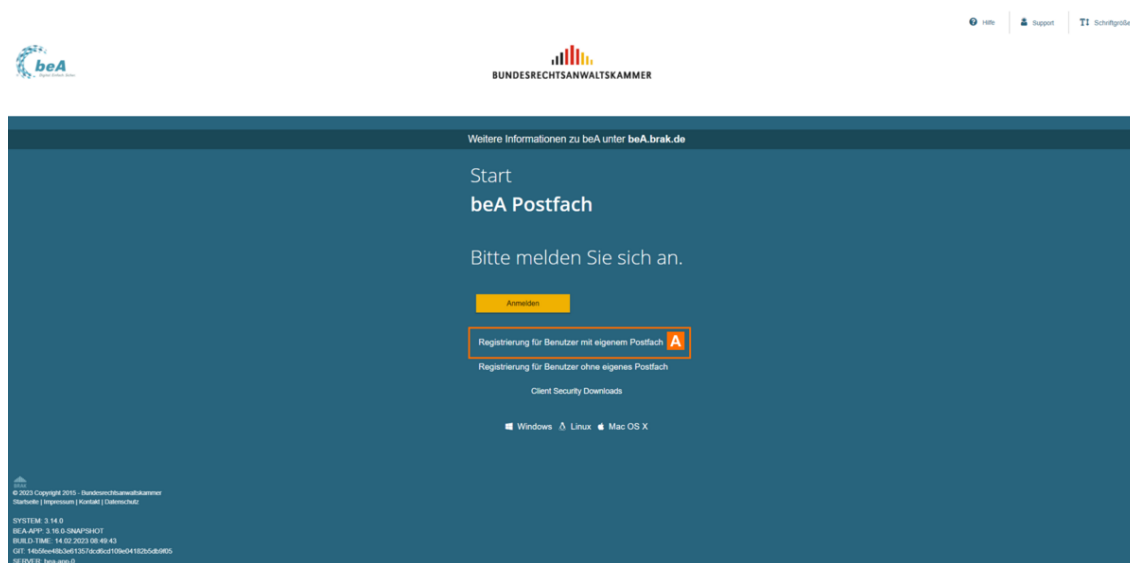 Hilfe
Support
TI Schriftgröße
beA
BUNDESRECHTSANWALTSKAMMER
Weitere Informationen zu beA unter beA.brak.de
Start
beA Postfach
Bitte melden Sie sich an.
Anmelden
Registrierung für Benutzer mit eigenem Postfach A
Registrierung für Benutzer ohne eigenes Postfach
Client Security Downloads
Windows Linux Mac OS X
BRAK
© 2023 Copyright 2015 - Bundesrechtsanwaltskammer
Startseite | Impressum | Kontakt | Datenschutz
SYSTEM: 3.14.0
BEA-APP: 3.16.0-SNAPSHOT
BUILD-TIME: 14.02.2023 08:49:43
SERVER: bea-app-0